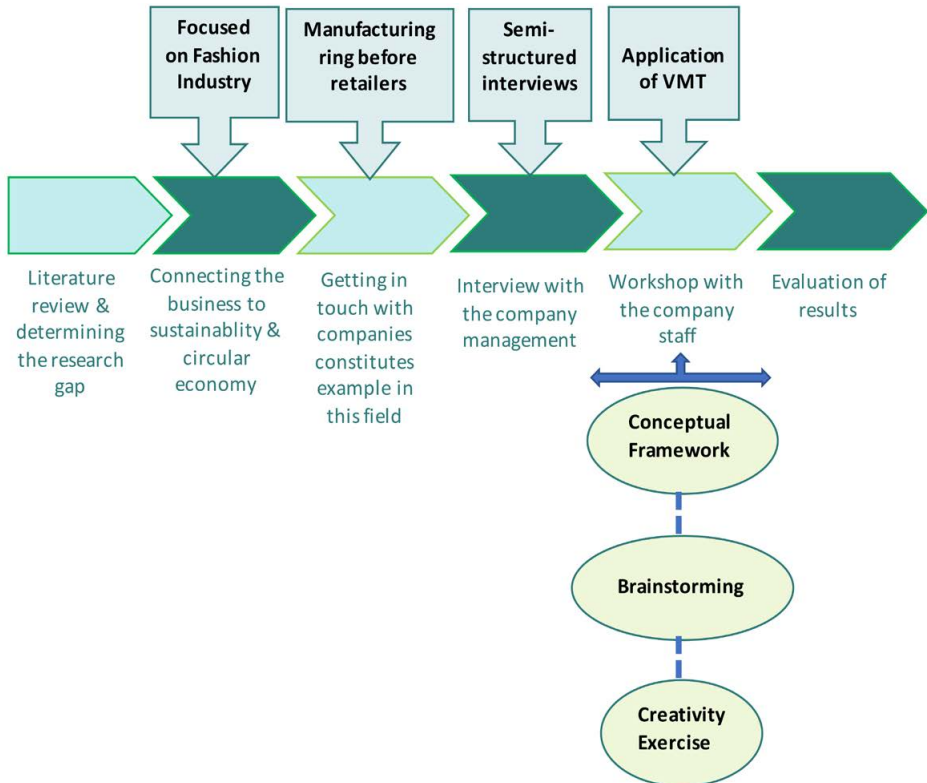 Focused
on Fashion
Industry
Manufacturing
ring before
retailers
Semi-
structured
interviews
Application
of VMT
Literature
review &
determining
the research
gap
Connecting the
business to
sustainablity &
circular
economy
Getting in
touch with
companies
constitutes
example in
this field
Interview with
the company
management
Workshop with
the company
staff
Evaluation of
results
Conceptual
Framework
Brainstorming
Creativity
Exercise